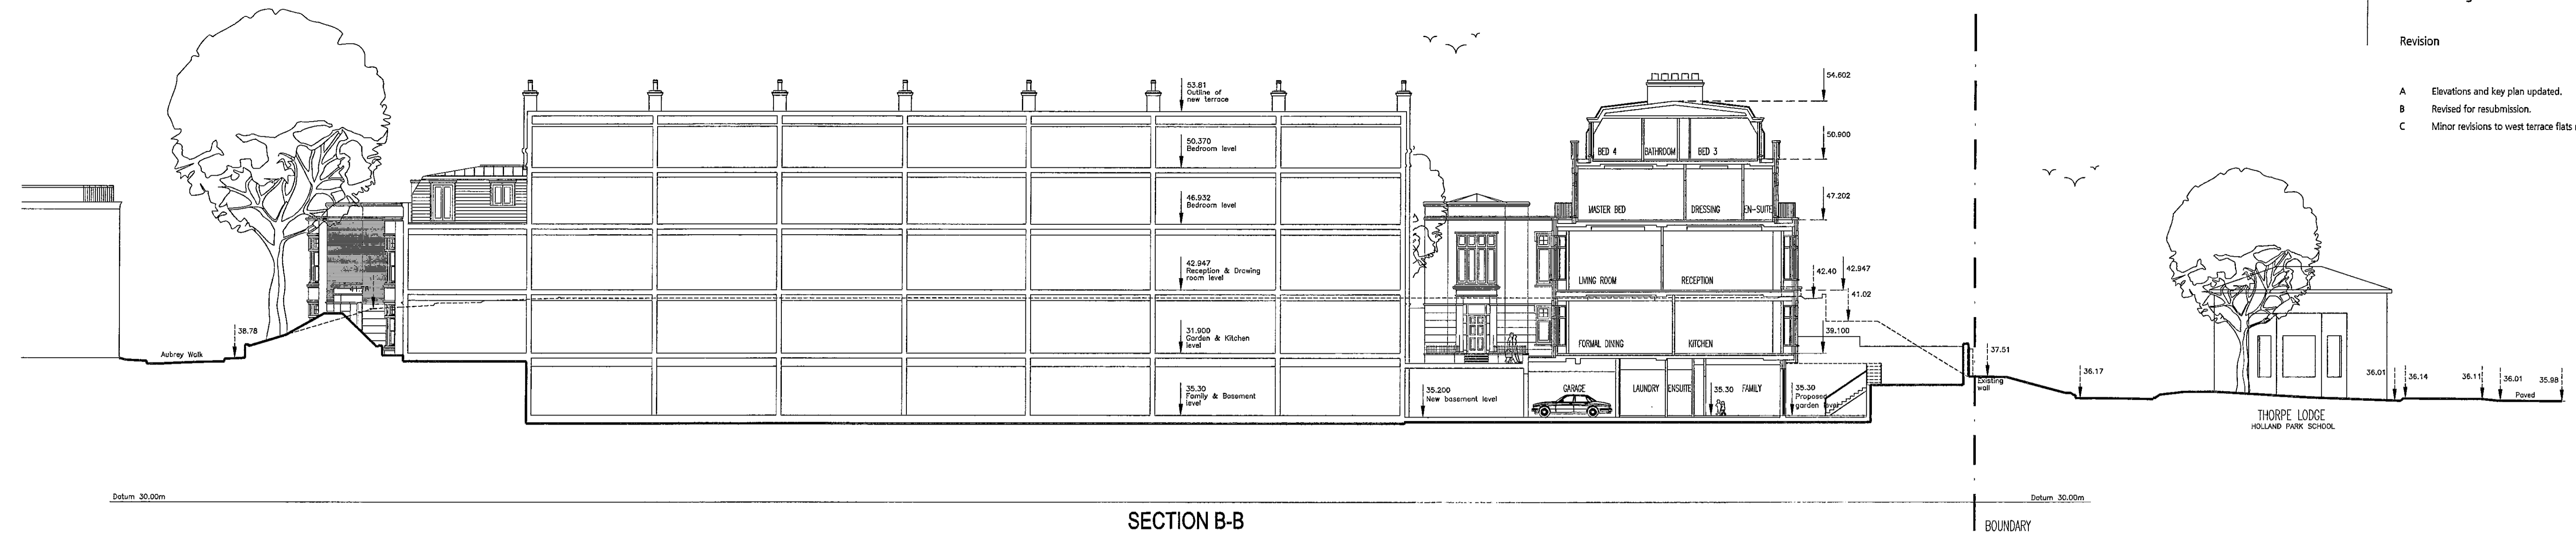 Revision
A Elevations and key plan updated.
B Revised for resubmission.
C Minor revisions to west terrace flats
53.81
Outline of
new terrace
50.370
Bedroom level
46.932
Bedroom level
42.947
Reception & Drawing
room level
31.900
Garden & Kitchen
level
35.30
Family & Basement
level
41.78
38.78
Aubrey Walk
54.602
50.900
47.202
42.40
42.947
41.02
39.100
BED 4
BATHROOM
BED 3
MASTER BED
DRESSING
EN-SUITE
LIVING ROOM
RECEPTION
FORMAL DINING
KITCHEN
35.200
New basement level
GARAGE
LAUNDRY
ENSUITE
35.30
FAMILY
35.30
Proposed
garden level
37.51
Existing
wall
36.17
36.01
36.14
36.11
36.01
35.98
Paved
THORPE LODGE
HOLLAND PARK SCHOOL
Datum 30.00m
Datum 30.00m
SECTION B-B
BOUNDARY